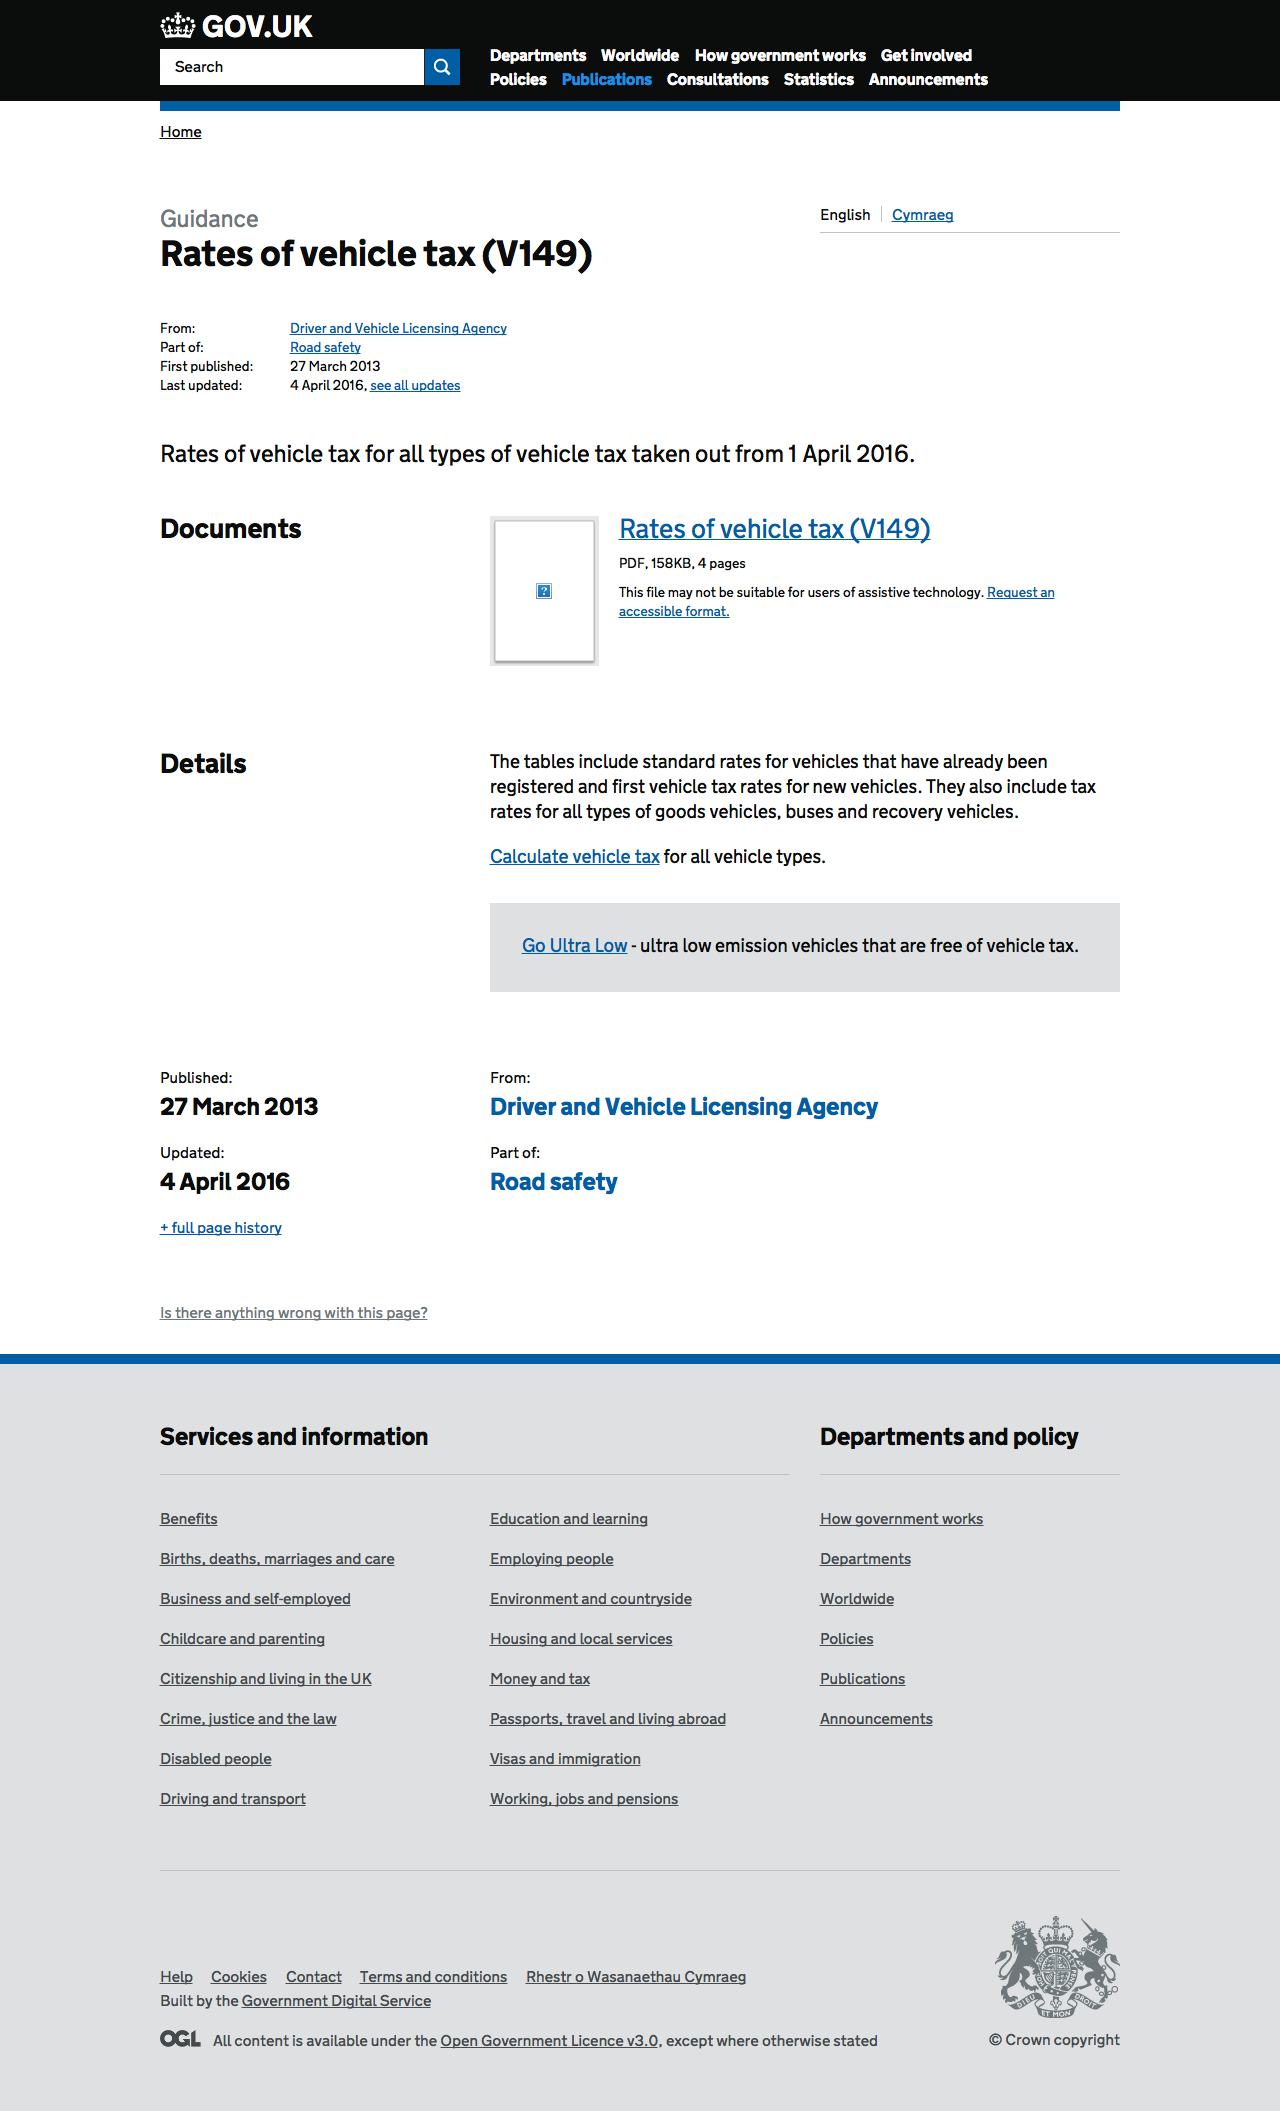 GOV.UK
Search
Departments Worldwide How government works Get involved
Policies Publications Consultations Statistics Announcements
Home
Guidance
Rates of vehicle tax (V149)
English Cymraeg
From: Driver and Vehicle Licensing Agency
Part of: Road safety
First published: 27 March 2013
Last updated: 4 April 2016, see all updates
Rates of vehicle tax for all types of vehicle tax taken out from 1 April 2016.
Documents
Rates of vehicle tax (V149)
PDF, 158KB, 4 pages
This file may not be suitable for users of assistive technology. Request an
accessible format.
Details
The tables include standard rates for vehicles that have already been
registered and first vehicle tax rates for new vehicles. They also include tax
rates for all types of goods vehicles, buses and recovery vehicles.
Calculate vehicle tax for all vehicle types.
Go Ultra Low - ultra low emission vehicles that are free of vehicle tax.
Published:
27 March 2013
From:
Driver and Vehicle Licensing Agency
Updated:
4 April 2016
Part of:
Road safety
+ full page history
Is there anything wrong with this page?
Services and information
Benefits
Births, deaths, marriages and care
Business and self-employed
Childcare and parenting
Citizenship and living in the UK
Crime, justice and the law
Disabled people
Driving and transport
Education and learning
Employing people
Environment and countryside
Housing and local services
Money and tax
Passports, travel and living abroad
Visas and immigration
Working, jobs and pensions
Departments and policy
How government works
Departments
Worldwide
Policies
Publications
Announcements
Help Cookies Contact Terms and conditions Rhestr o Wasanaethau Cymraeg
Built by the Government Digital Service
OGL All content is available under the Open Government Licence v3.0, except where otherwise stated
DIEU ET MON DROIT
© Crown copyright